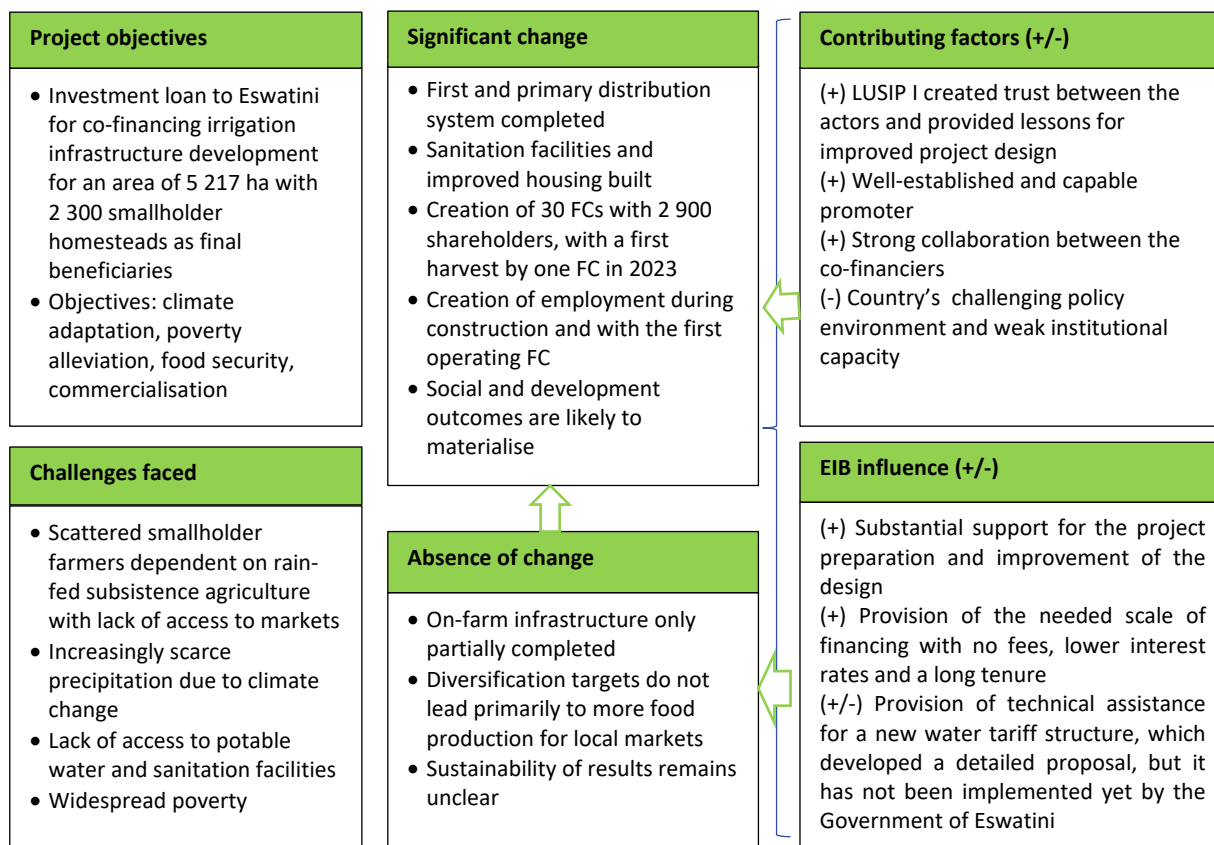 Project objectives
• Investment loan to Eswatini
for co-financing irrigation
infrastructure development
for an area of 5 217 ha with
2 300 smallholder
homesteads as final
beneficiaries
• Objectives: climate
adaptation, poverty
alleviation, food security,
commercialisation
Challenges faced
• Scattered smallholder
farmers dependent on rain-
fed subsistence agriculture
with lack of access to markets
• Increasingly scarce
precipitation due to climate
change
• Lack of access to potable
water and sanitation facilities
• Widespread poverty
Significant change
• First and primary distribution
system completed
• Sanitation facilities and
improved housing built
• Creation of 30 FCs with 2 900
shareholders, with a first
harvest by one FC in 2023
• Creation of employment during
construction and with the first
operating FC
• Social and development
outcomes are likely to
materialise
Absence of change
• On-farm infrastructure only
partially completed
• Diversification targets do not
lead primarily to more food
production for local markets
• Sustainability of results remains
unclear
Contributing factors (+/-)
(+) LUSIP I created trust between the
actors and provided lessons for
improved project design
(+) Well-established and capable
promoter
(+) Strong collaboration between the
co-financiers
(-) Country's challenging policy
environment and weak institutional
capacity
EIB influence (+/-)
(+) Substantial support for the project
preparation and improvement of the
design
(+) Provision of the needed scale of
financing with no fees, lower interest
rates and a long tenure
(+/-) Provision of technical assistance
for a new water tariff structure, which
developed a detailed proposal, but it
has not been implemented yet by the
Government of Eswatini